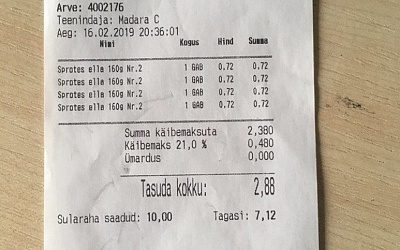 Arve: 4002176
Teenindaja: Madara C
Aeg: 16.02.2019 20:36:01
Nimi Kogus Hind Summa
Sprotes ella 160g Nr.2 1 GAB 0.72 0.72
Sprotes ella 160g Nr.2 1 GAB 0.72 0.72
Sprotes ella 160g Nr.2 1 GAB 0.72 0.72
Sprotes ella 160g Nr.2 1 GAB 0.72 0.72
Summa käibemaksuta 2,380
Käibemaks 21,0 % 0,480
Ümardus 0,000
Tasuda kokku: 2,88
Sularaha saadud: 10,00 Tagasi: 7,12